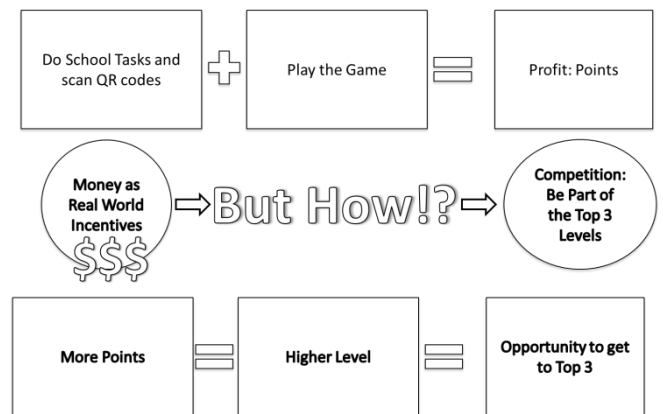 Do School Tasks and
scan QR codes
+
Play the Game
=
Profit: Points
Money as
Real World
Incentives
$$$
But How!?
Competition:
Be Part of
the Top 3
Levels
More Points
=
Higher Level
=
Opportunity to get
to Top 3